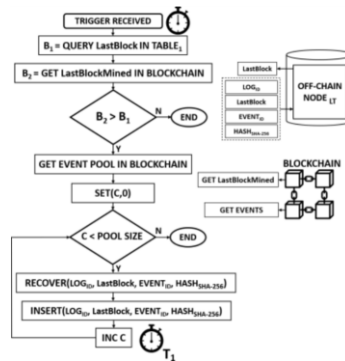 TRIGGER RECEIVED
B1 = QUERY LastBlock IN TABLE1
B2 = GET LastBlockMined IN BLOCKCHAIN
B2 > B1
N
END
Y
GET EVENT POOL IN BLOCKCHAIN
SET(C,0)
C < POOL SIZE
N
END
Y
RECOVER(LOGID, LastBlock, EVENTID, HASHSHA-256)
INSERT(LOGID, LastBlock, EVENTID, HASHSHA-256)
INC C
T1
LastBlock
LOGID
LastBlock
EVENTID
HASHSHA-256
OFF-CHAIN
NODE LT
BLOCKCHAIN
GET LastBlockMined
GET EVENTS